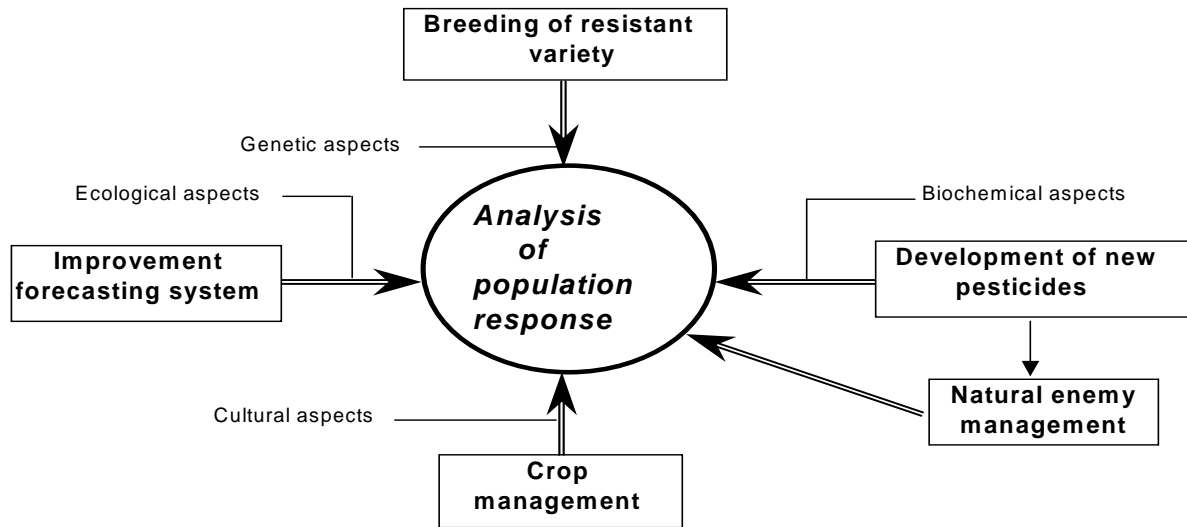 Breeding of resistant
variety
Genetic aspects
Ecological aspects
Biochemical aspects
Analysis
of
population
response
Improvement
forecasting system
Development of new
pesticides
Natural enemy
management
Cultural aspects
Crop
management